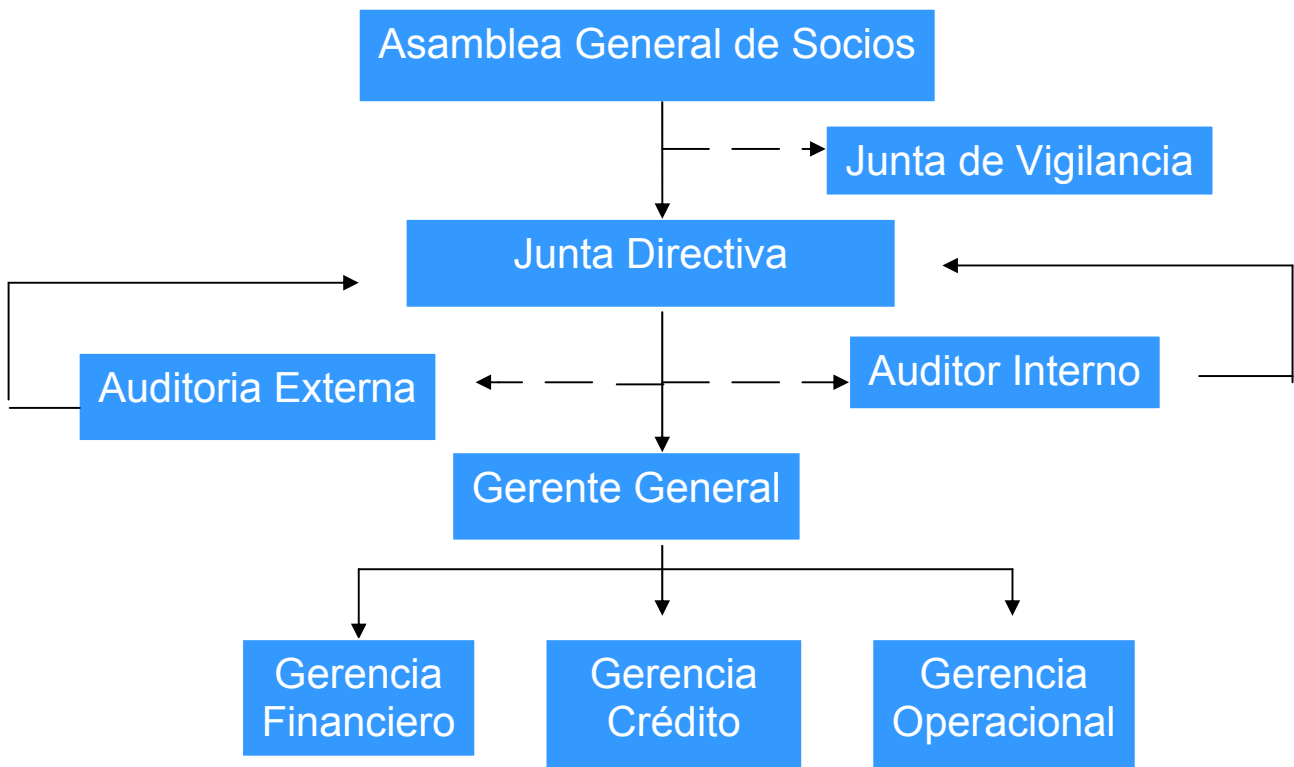 Asamblea General de Socios
Junta de Vigilancia
Junta Directiva
Auditoria Externa
Auditor Interno
Gerente General
Gerencia
Financiero
Gerencia
Crédito
Gerencia
Operacional